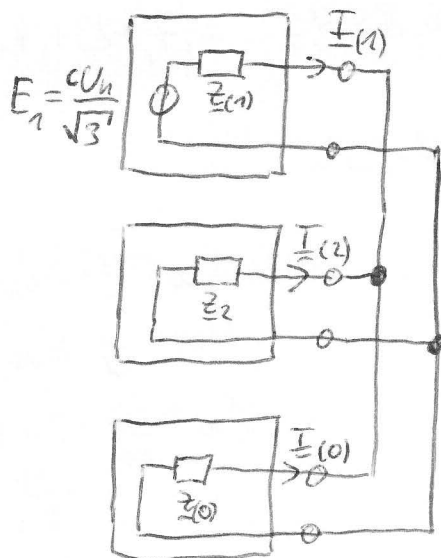 I(1)
E₁ = cUn/√3
Z(1)
I(2)
Z2
I(0)
Z(0)